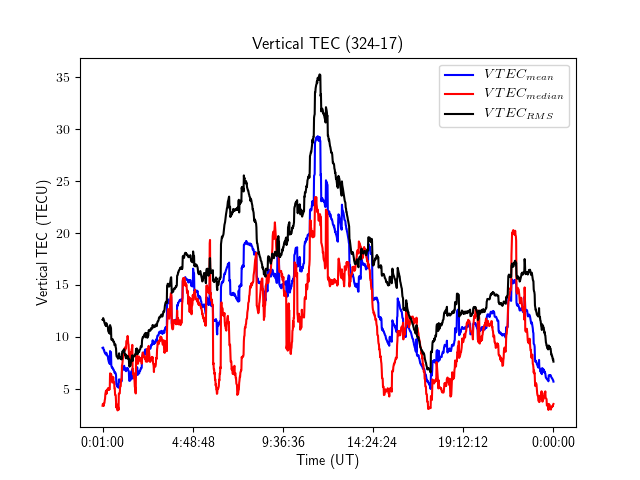 Vertical TEC (324-17)
VTEC_mean
VTEC_median
VTEC_RMS
Vertical TEC (TECU)
35
30
25
20
15
10
5
0:01:00 4:48:48 9:36:36 14:24:24 19:12:12 0:00:00
Time (UT)